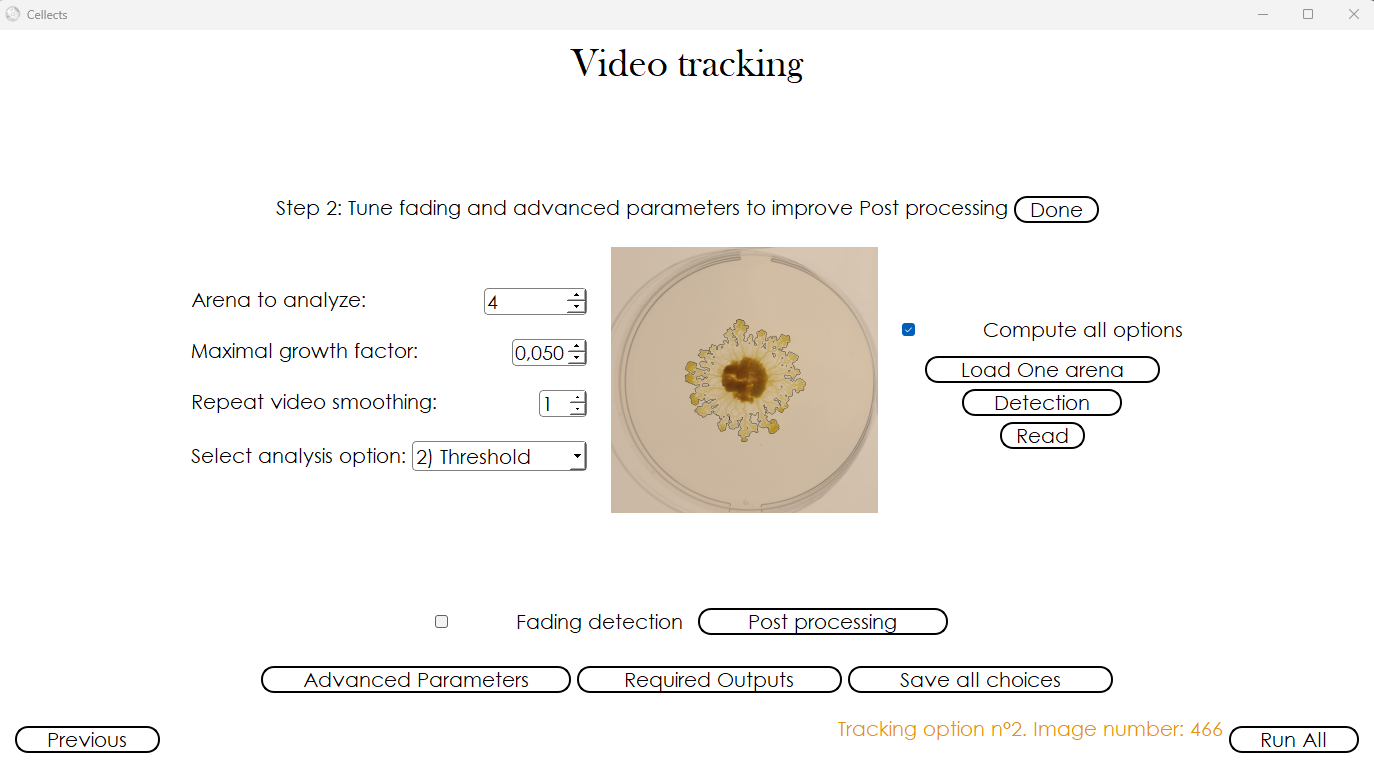 Cellects
Video tracking
Step 2: Tune fading and advanced parameters to improve Post processing Done
Arena to analyze: 4
Maximal growth factor: 0,050
Repeat video smoothing: 1
Select analysis option: 2) Threshold
Compute all options
Load One arena
Detection
Read
Fading detection Post processing
Advanced Parameters Required Outputs Save all choices
Previous Tracking option n°2. Image number: 466 Run All